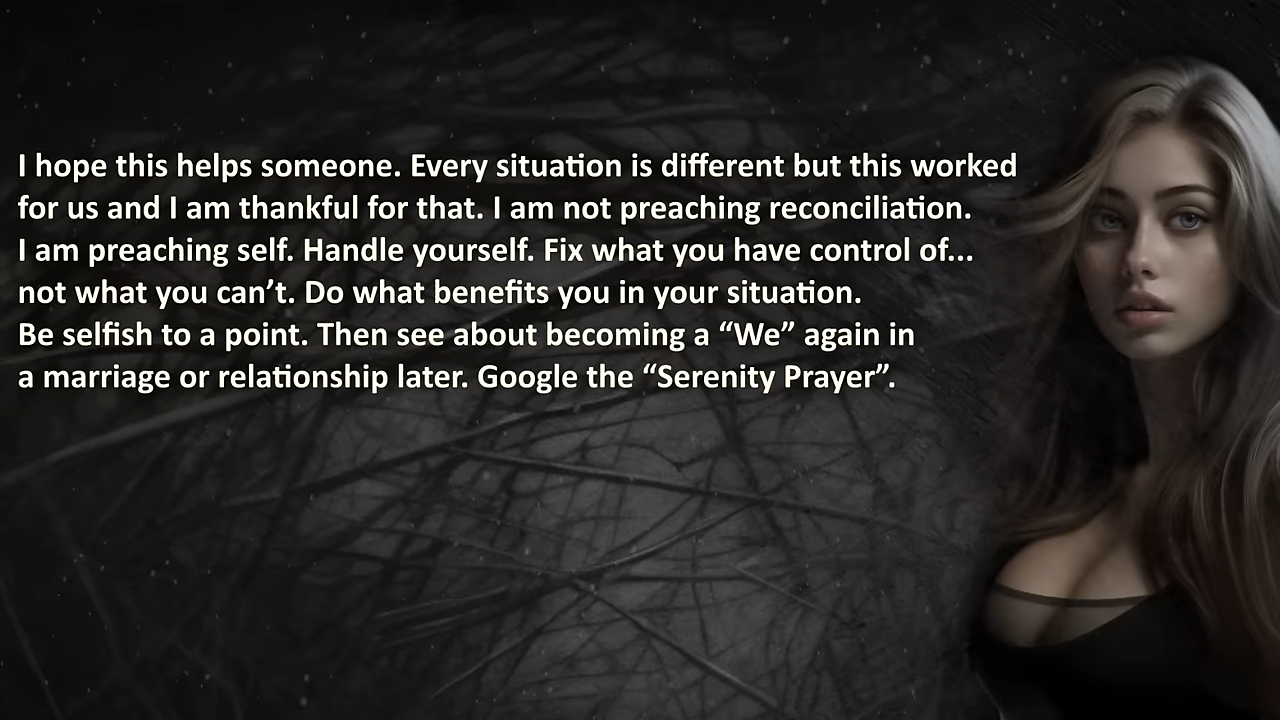 I hope this helps someone. Every situation is different but this worked
for us and I am thankful for that. I am not preaching reconciliation.
I am preaching self. Handle yourself. Fix what you have control of...
not what you can’t. Do what benefits you in your situation.
Be selfish to a point. Then see about becoming a “We” again in
a marriage or relationship later. Google the “Serenity Prayer”.